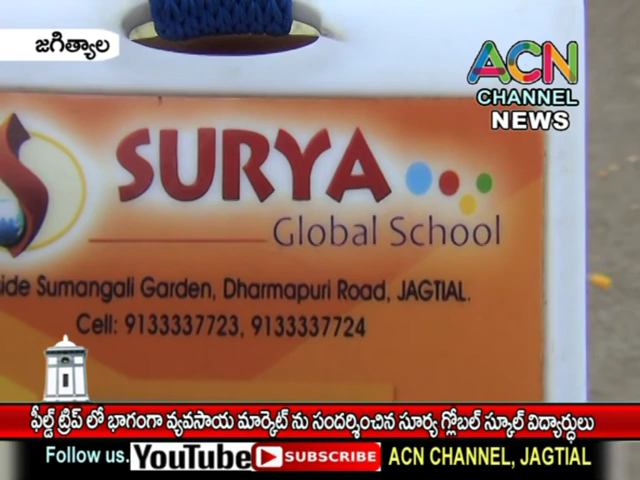 జగిత్యాల
ACN
CHANNEL
NEWS
SURYA
Global School
ide Sumangali Garden, Dharmapuri Road, JAGTIAL.
Cell: 9133337723, 9133337724
ఫీల్డ్ ట్రిప్ లో భాగంగా వ్యవసాయ మార్కెట్ ను సందర్శించిన సూర్య గ్లోబల్ స్కూల్ విద్యార్ధులు
Follow us. YouTube SUBSCRIBE ACN CHANNEL, JAGTIAL